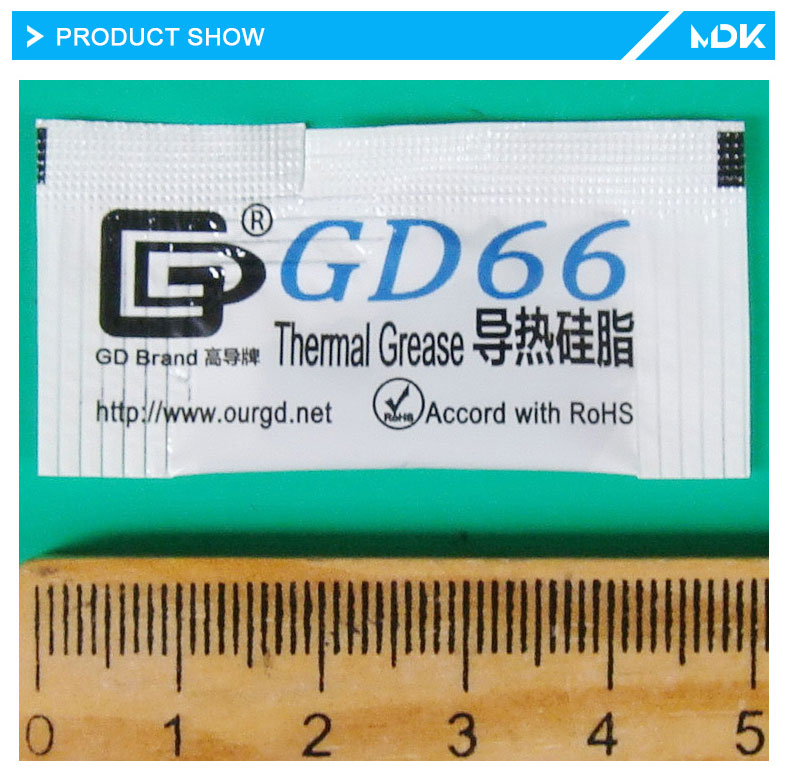 PRODUCT SHOW
MDK
GD®
GD66
GD Brand 高导牌
Thermal Grease 导热硅脂
http://www.ourgd.net
RoHS
Accord with RoHS
0 1 2 3 4 5